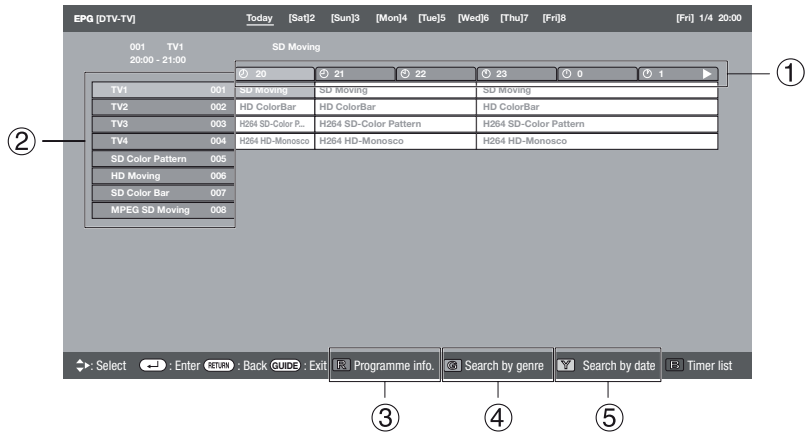 EPG [DTV-TV] Today [Sat]2 [Sun]3 [Mon]4 [Tue]5 [Wed]6 [Thu]7 [Fri]8 [Fri] 1/4 20:00
001 TV1 SD Moving
20:00 - 21:00
20 21 22 23 0 1
①
TV1 001 SD Moving SD Moving SD Moving
TV2 002 HD ColorBar HD ColorBar HD ColorBar
TV3 003 H264 SD-Color P... H264 SD-Color Pattern H264 SD-Color Pattern
② TV4 004 H264 HD-Monosco H264 HD-Monosco H264 HD-Monosco
SD Color Pattern 005
HD Moving 006
SD Color Bar 007
MPEG SD Moving 008
: Select : Enter RETURN : Back GUIDE : Exit R Programme info. G Search by genre Y Search by date B Timer list
③ ④ ⑤